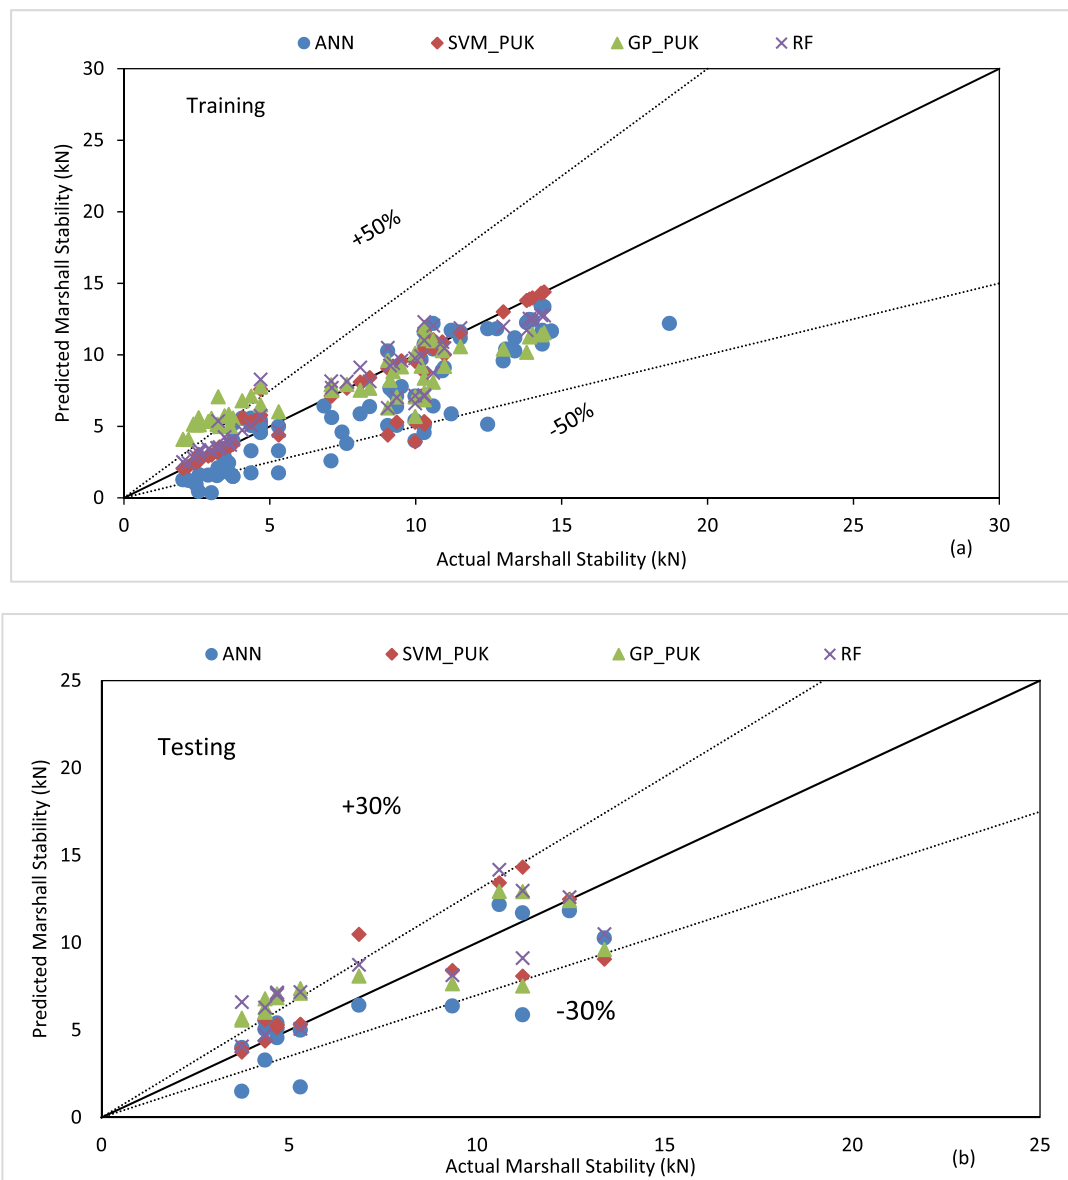 ANN SVM_PUK GP_PUK RF
30
Training
25
Predicted Marshall Stability (kN)
+50%
20
15
10
-50%
5
0
0 5 10 15 20 25 30
Actual Marshall Stability (kN)
(a)
ANN SVM_PUK GP_PUK RF
25
Testing
20
Predicted Marshall Stability (kN)
+30%
15
10
-30%
5
0
0 5 10 15 20 25
Actual Marshall Stability (kN)
(b)